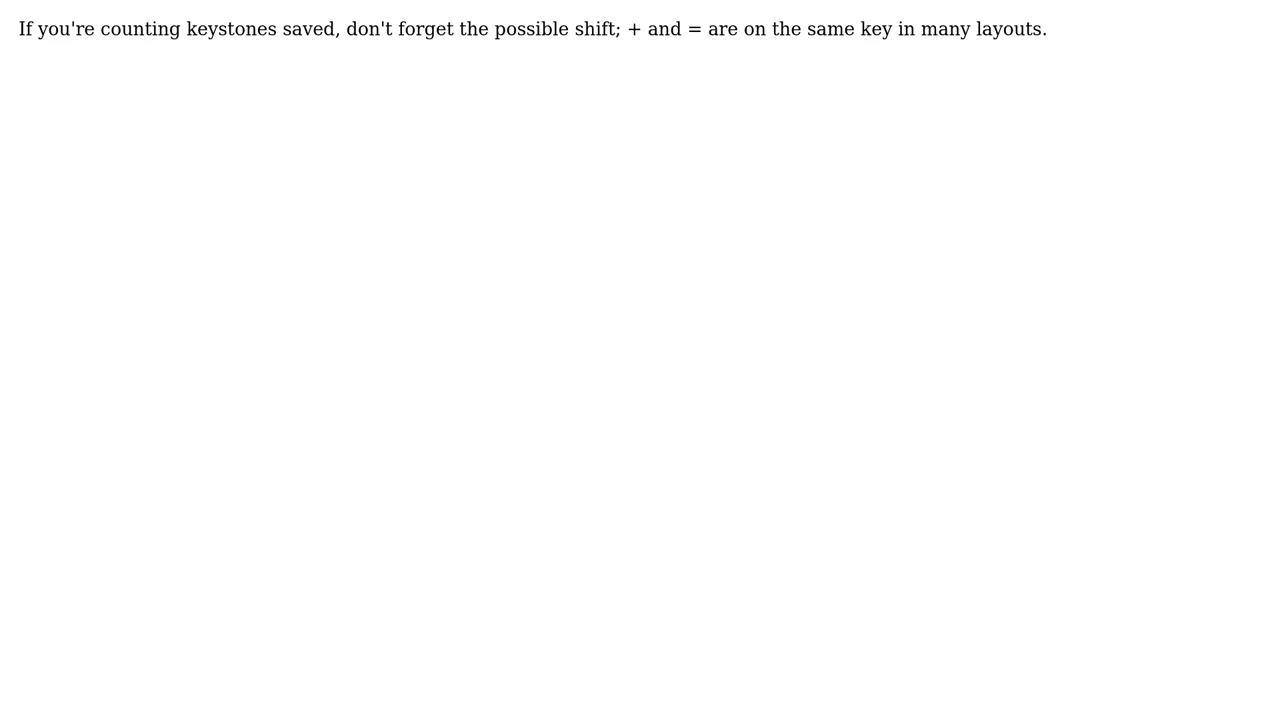 If you're counting keystones saved, don't forget the possible shift; + and = are on the same key in many layouts.